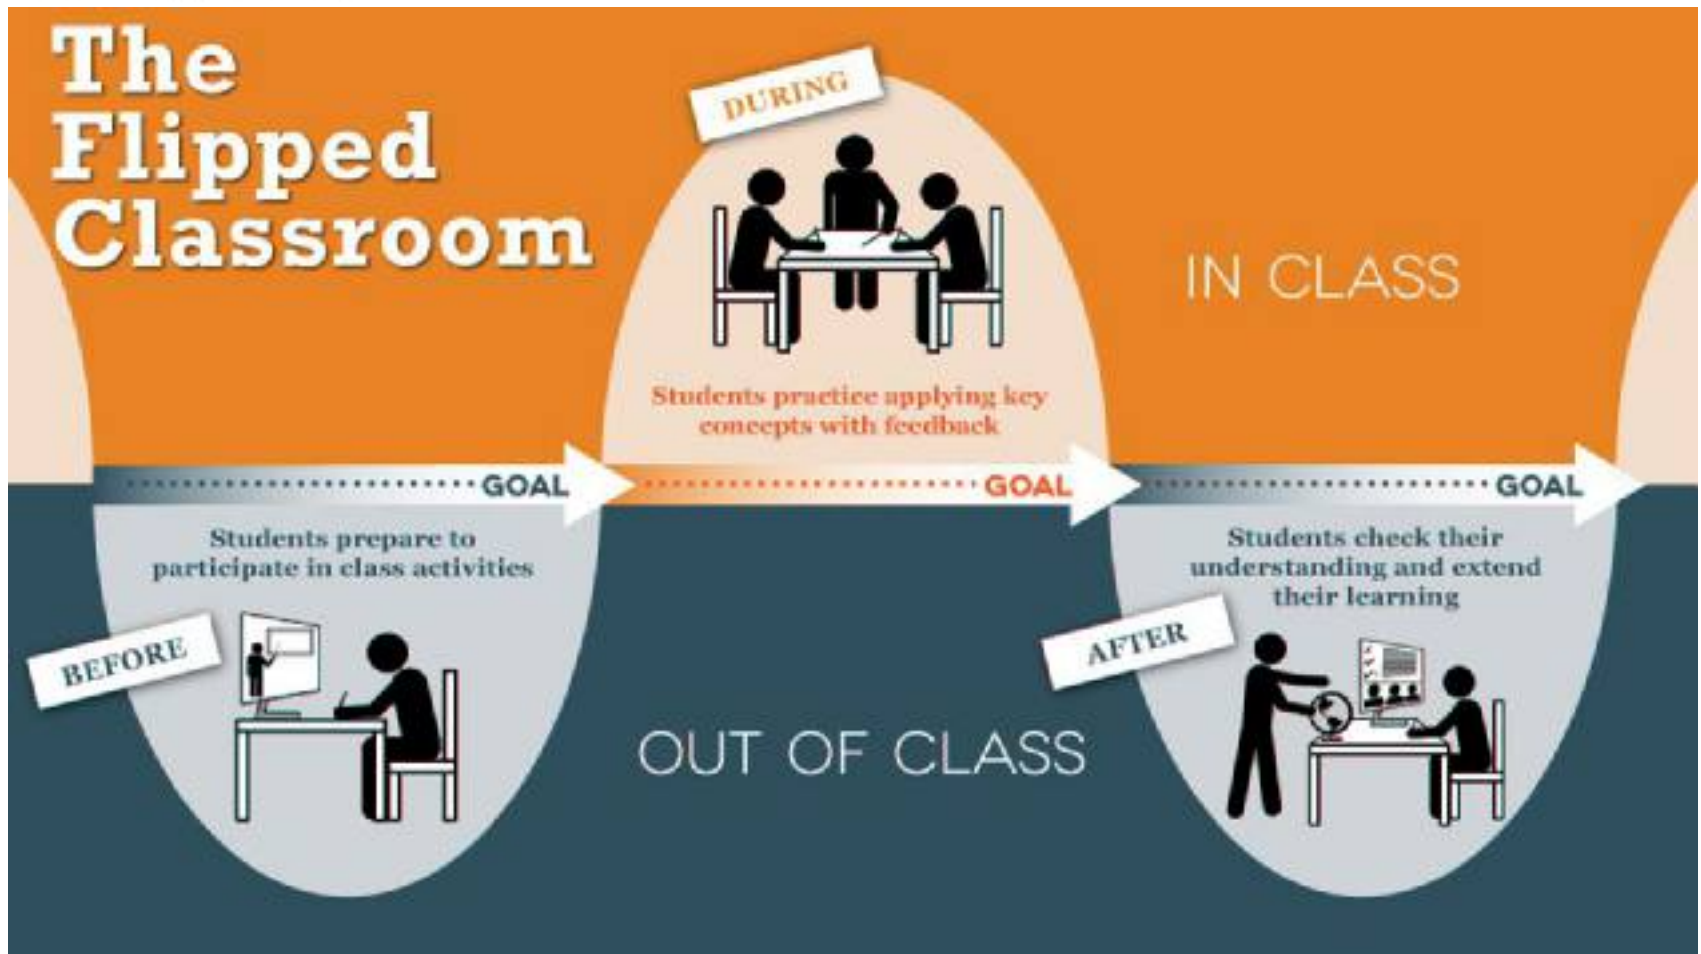 The
Flipped
Classroom
DURING
IN CLASS
Students practice applying key
concepts with feedback
GOAL
GOAL
GOAL
Students prepare to
participate in class activities
BEFORE
OUT OF CLASS
Students check their
understanding and extend
their learning
AFTER